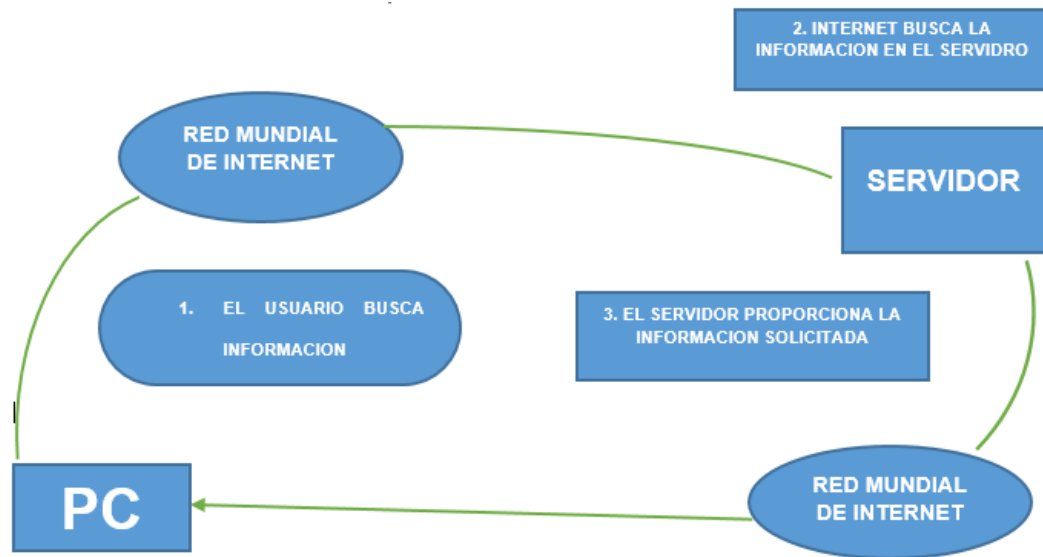 2. INTERNET BUSCA LA
INFORMACION EN EL SERVIDRO
RED MUNDIAL
DE INTERNET
SERVIDOR
1. EL USUARIO BUSCA
INFORMACION
3. EL SERVIDOR PROPORCIONA LA
INFORMACION SOLICITADA
PC
RED MUNDIAL
DE INTERNET